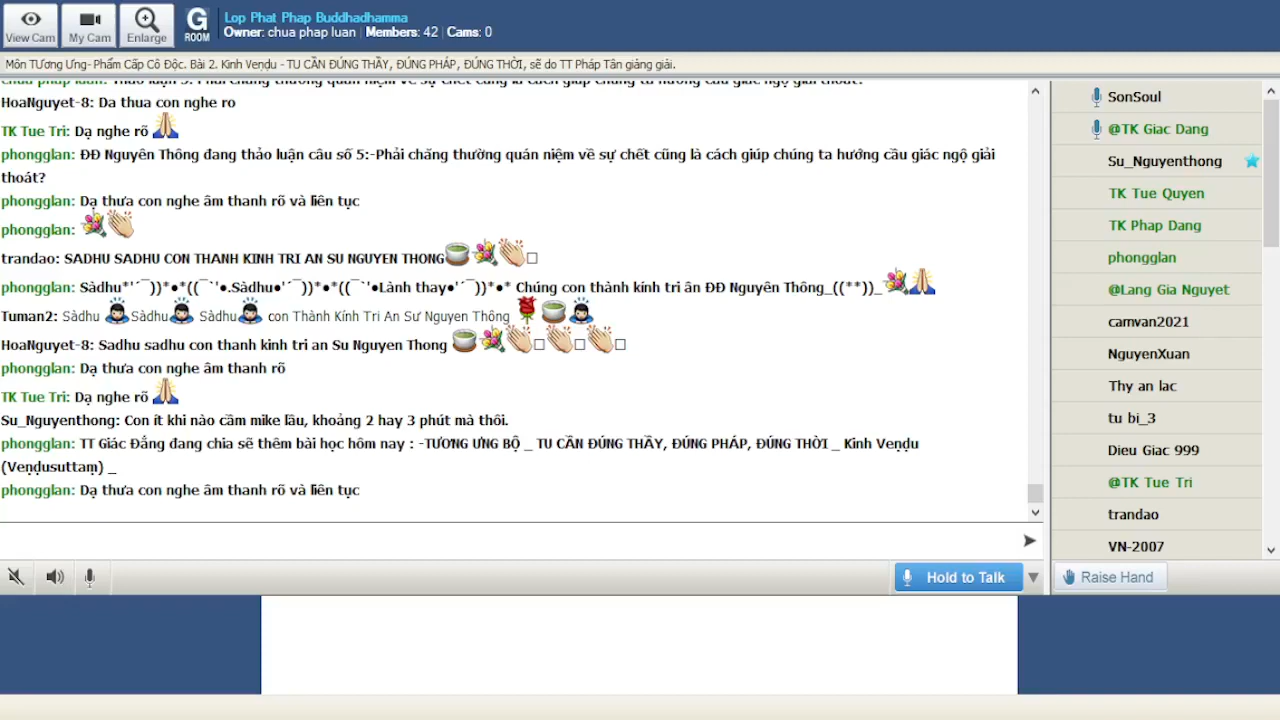 View Cam
My Cam
Enlarge
G
ROOM
Lop Phat Phap Buddhadhamma
Owner: chua phap luan | Members: 42 | Cams: 0
Môn TƯơng Ưng- Phẩm Cấp Cô Độc. Bài 2. Kinh Vendu - TU CẦN ĐÚNG THẦY, ĐÚNG PHÁP, ĐÚNG THỜI, sẽ do TT Pháp Tân giảng giải.
HoaNguyet-8: Da thua con nghe ro
TK Tue Tri: Dạ nghe rõ 🙏
phongglan: ĐĐ Nguyên Thông đang thảo luận câu số 5:-Phải chăng thường quán niệm về sự chết cũng là cách giúp chúng ta hướng cầu giác ngộ giải
thoát?
phongglan: Dạ thưa con nghe âm thanh rõ và liên tục
phongglan: 💐👏
trandao: SADHU SADHU CON THANH KINH TRI AN SU NGUYEN THONG🍵💐👏□
phongglan: Sàdhu*'´¯))*●*((¯`'●.Sàdhu●'´¯))*●*((¯`'●Lành thay●'´¯))*●* Chúng con thành kính tri ân ĐĐ Nguyên Thông_((**))_💐🙏
Tuman2: Sàdhu 🙇Sàdhu🙇 Sàdhu🙇 con Thành Kính Tri An Sư Nguyen Thông 🌹🍵🙇
HoaNguyet-8: Sadhu sadhu con thanh kinh tri an Su Nguyen Thong 🍵💐👏□👏□👏□
phongglan: Dạ thưa con nghe âm thanh rõ
TK Tue Tri: Dạ nghe rõ 🙏
Su_Nguyenthong: Con ít khi nào cầm mike lâu, khoảng 2 hay 3 phút mà thôi.
phongglan: TT Giác Đẳng đang chia sẽ thêm bài học hôm nay : -TƯƠNG ƯNG BỘ _ TU CẦN ĐÚNG THẦY, ĐÚNG PHÁP, ĐÚNG THỜI _ Kinh Veṇḍu
(Veṇḍusuttaṃ) _
phongglan: Dạ thưa con nghe âm thanh rõ và liên tục
Hold to Talk
SonSoul
@TK Giac Dang
Su_Nguyenthong
TK Tue Quyen
TK Phap Dang
phongglan
@Lang Gia Nguyet
camvan2021
NguyenXuan
Thy an lac
tu bi_3
Dieu Giac 999
@TK Tue Tri
trandao
VN-2007
Raise Hand